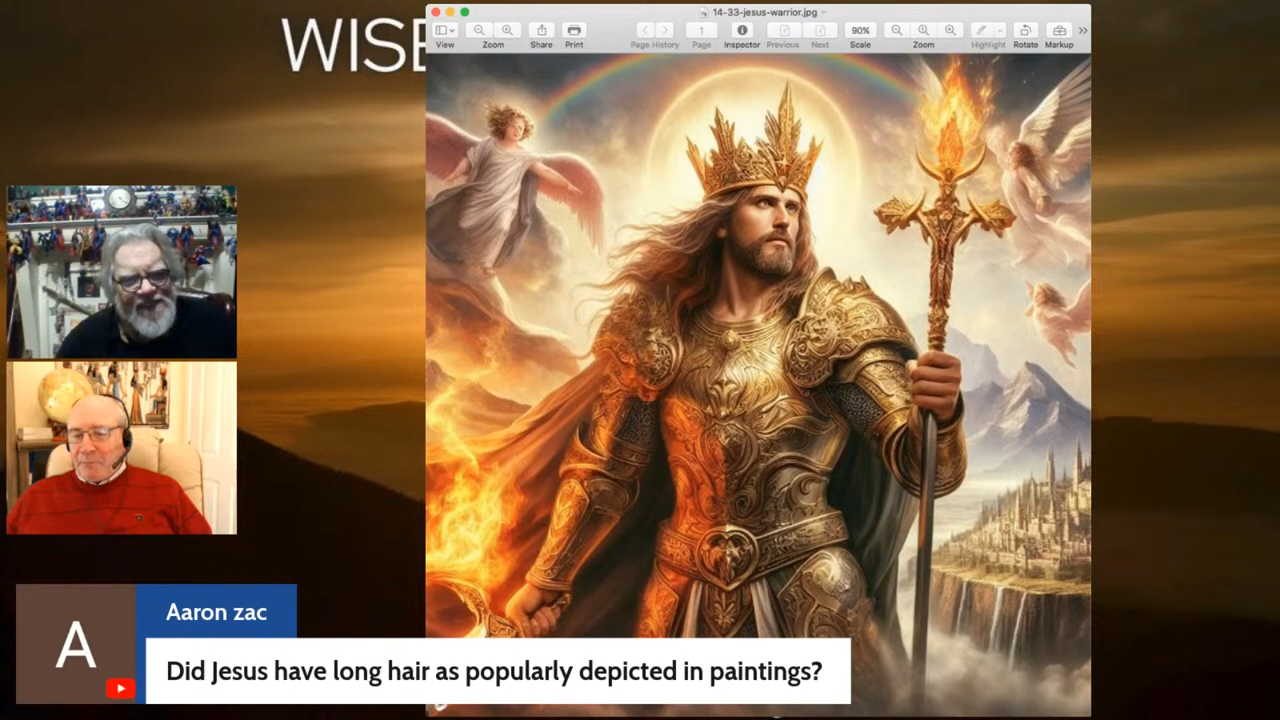 WISE
14-33-jesus-warrior.jpg
View
Zoom
Share
Print
Page History
1
Page
Inspector
Previous
Next
90%
Scale
Zoom
Highlight
Rotate
Markup
A
Aaron zac
Did Jesus have long hair as popularly depicted in paintings?